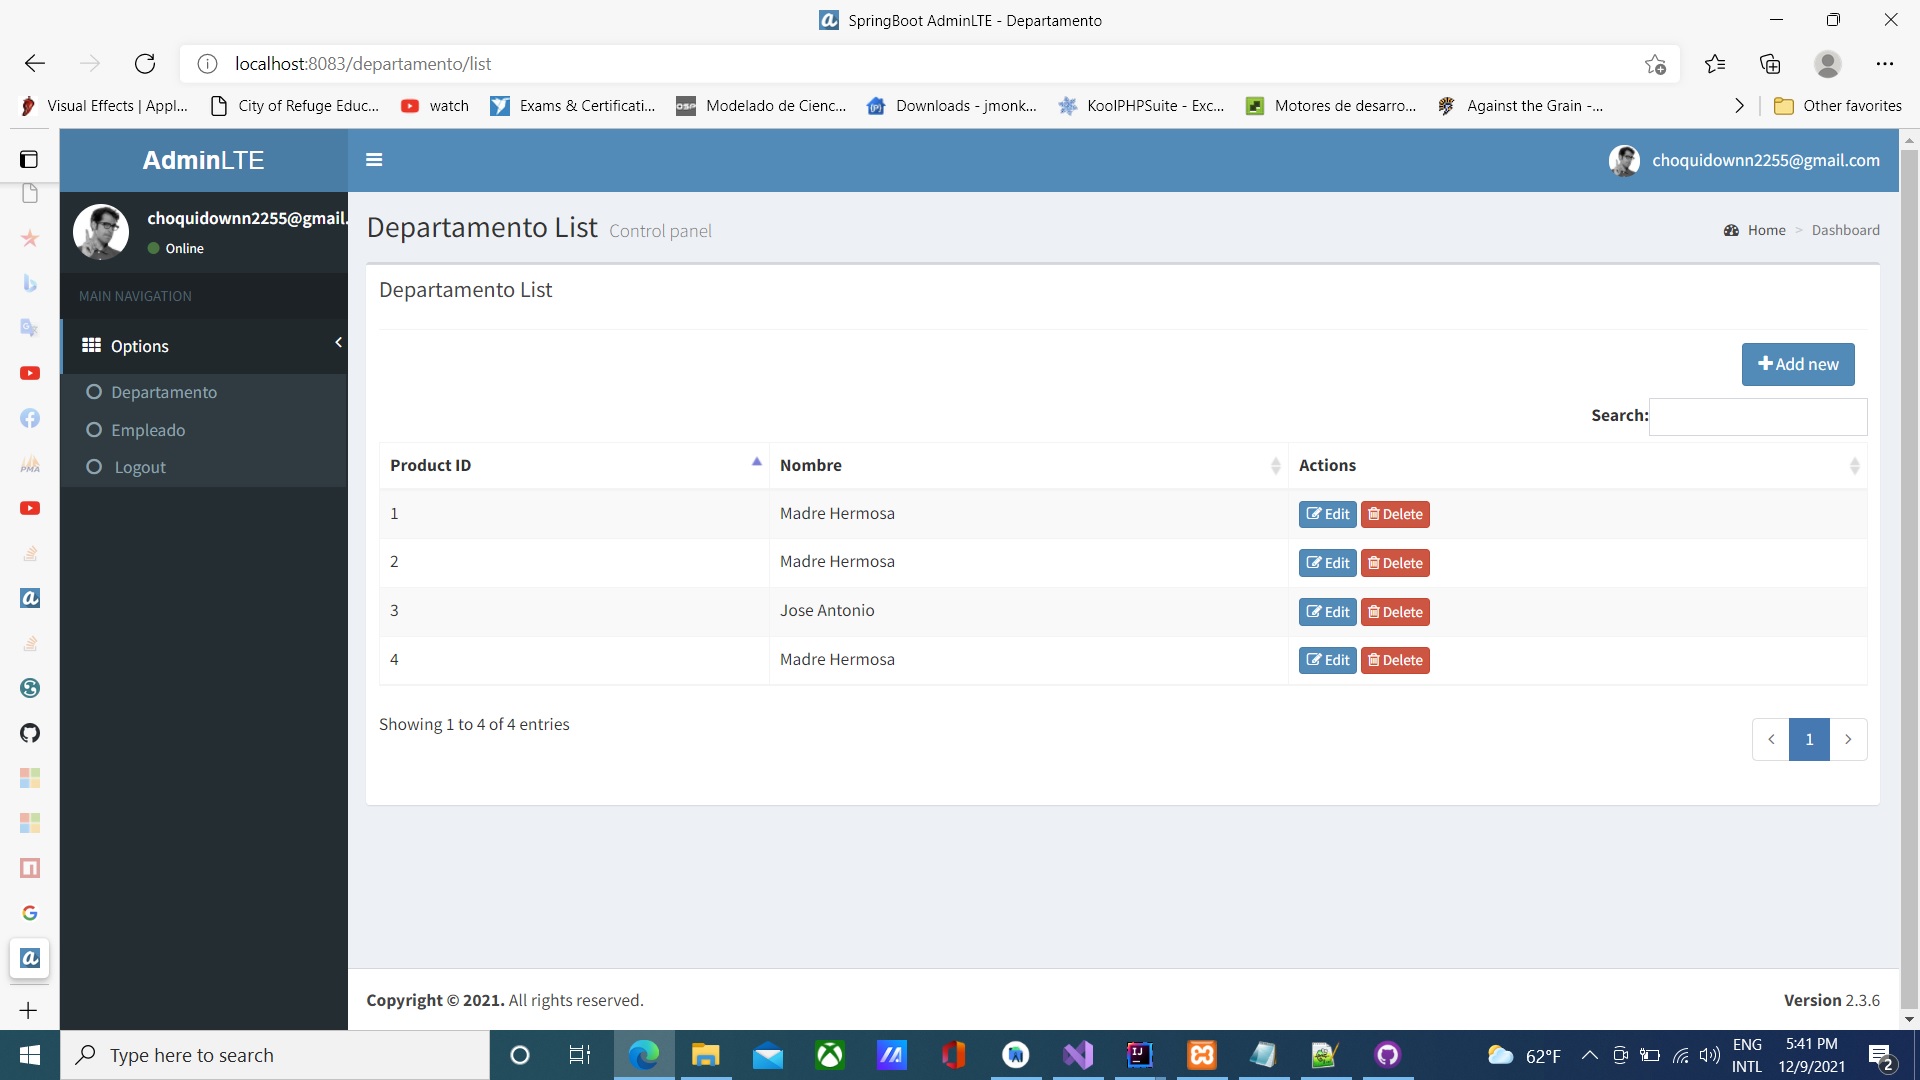 SpringBoot AdminLTE - Departamento
localhost:8083/departamento/list
Visual Effects | Appl...
City of Refuge Educ...
watch
Exams & Certificati...
Modelado de Cienc...
Downloads - jmonk...
KoolPHPSuite - Exc...
Motores de desarro...
Against the Grain -...
Other favorites
AdminLTE
choquidownn2255@gmail.com
choquidownn2255@gmail.
Online
MAIN NAVIGATION
Options
Departamento
Empleado
Logout
Departamento List Control panel
Home > Dashboard
Departamento List
Add new
Search:
Product ID Nombre Actions
1 Madre Hermosa Edit Delete
2 Madre Hermosa Edit Delete
3 Jose Antonio Edit Delete
4 Madre Hermosa Edit Delete
Showing 1 to 4 of 4 entries
< 1 >
Copyright © 2021. All rights reserved.
Version 2.3.6
Type here to search
62°F
ENG
INTL
5:41 PM
12/9/2021
2